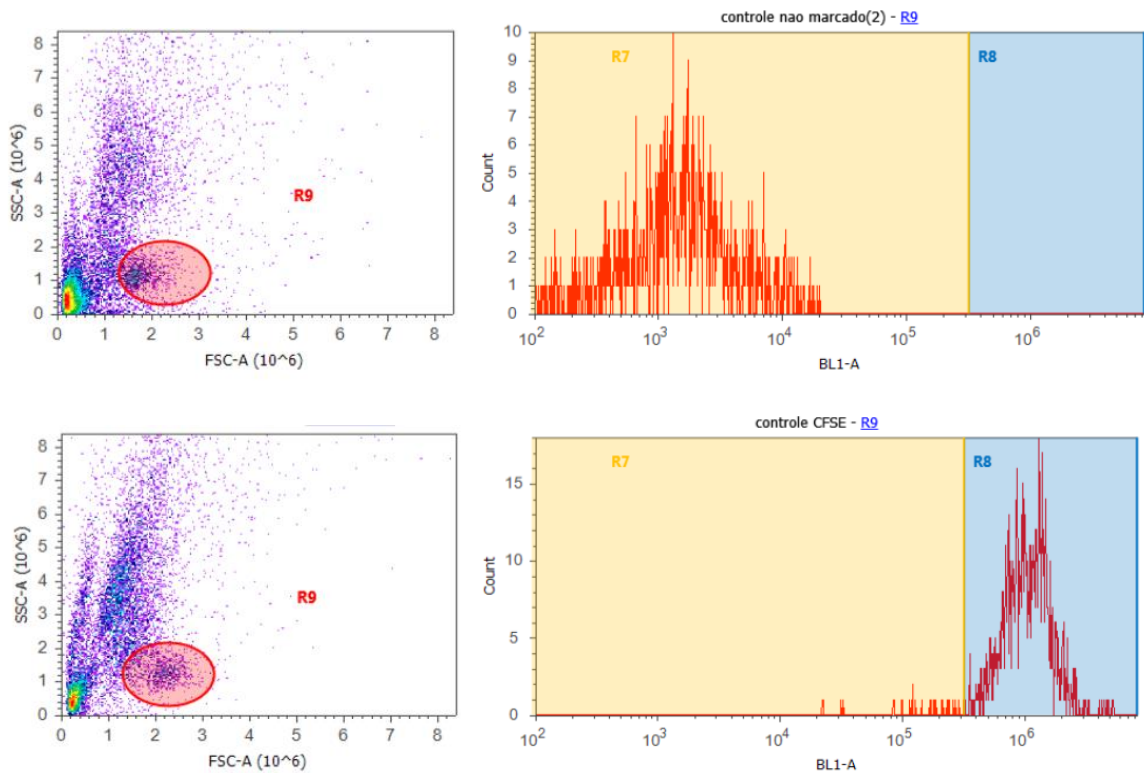 8
7
6
5
4
3
2
1
0
SSC-A (10^6)
R9
0 1 2 3 4 5 6 7 8
FSC-A (10^6)
controle nao marcado(2) - R9
10
9
8
7
6
5
4
3
2
1
0
Count
R7 R8
10^2 10^3 10^4 10^5 10^6
BL1-A
8
7
6
5
4
3
2
1
0
SSC-A (10^6)
R9
0 1 2 3 4 5 6 7 8
FSC-A (10^6)
controle CFSE - R9
15
10
5
0
Count
R7 R8
10^2 10^3 10^4 10^5 10^6
BL1-A